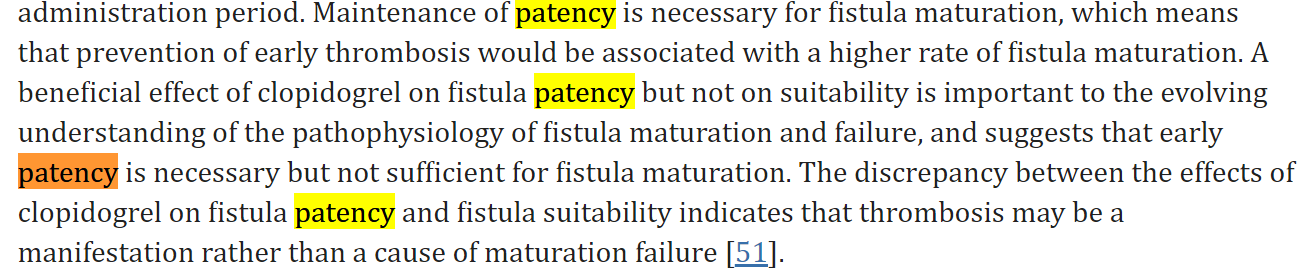 administration period. Maintenance of patency is necessary for fistula maturation, which means
that prevention of early thrombosis would be associated with a higher rate of fistula maturation. A
beneficial effect of clopidogrel on fistula patency but not on suitability is important to the evolving
understanding of the pathophysiology of fistula maturation and failure, and suggests that early
patency is necessary but not sufficient for fistula maturation. The discrepancy between the effects of
clopidogrel on fistula patency and fistula suitability indicates that thrombosis may be a
manifestation rather than a cause of maturation failure [51].